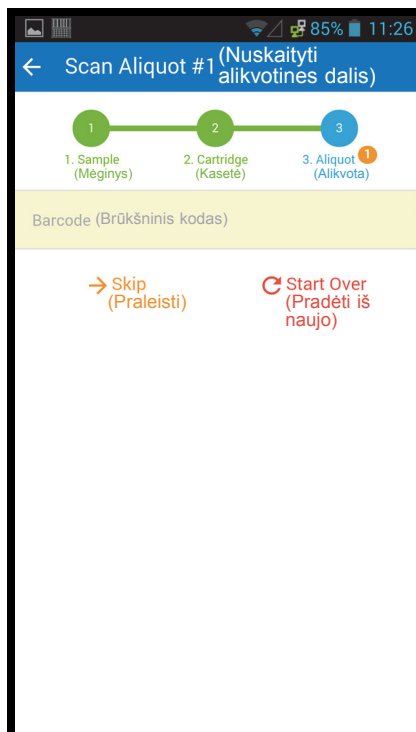 85% 11:26
Scan Aliquot #1 (Nuskaityti
alikvotines dalis)
1 2 3
1. Sample 2. Cartridge 3. Aliquot 1
(Mėginys) (Kasetė) (Alikvota)
Barcode (Brūkšninis kodas)
Skip Start Over
(Praleisti) (Pradėti iš
naujo)